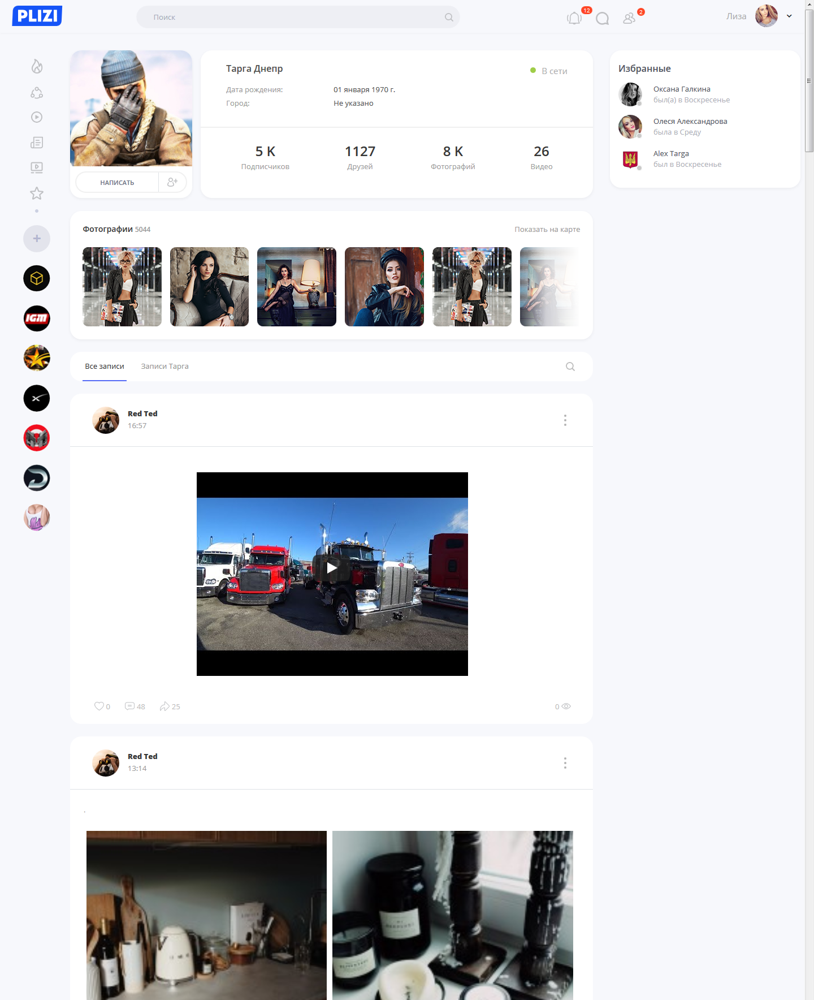 PLIZI
Поиск
12
2
Лиза
Тарга Днепр
В сети
Дата рождения:
01 января 1970 г.
Город:
Не указано
5 K
1127
8 K
26
Подписчиков
Друзей
Фотографий
Видео
НАПИСАТЬ
Избранные
Оксана Галкина
был(а) в Воскресенье
Олеся Александрова
была в Среду
Alex Targa
был в Воскресенье
Фотографии 5044
Показать на карте
IGM
Все записи
Записи Тарга
Red Ted
16:57
0
48
25
0
Red Ted
13:14
.